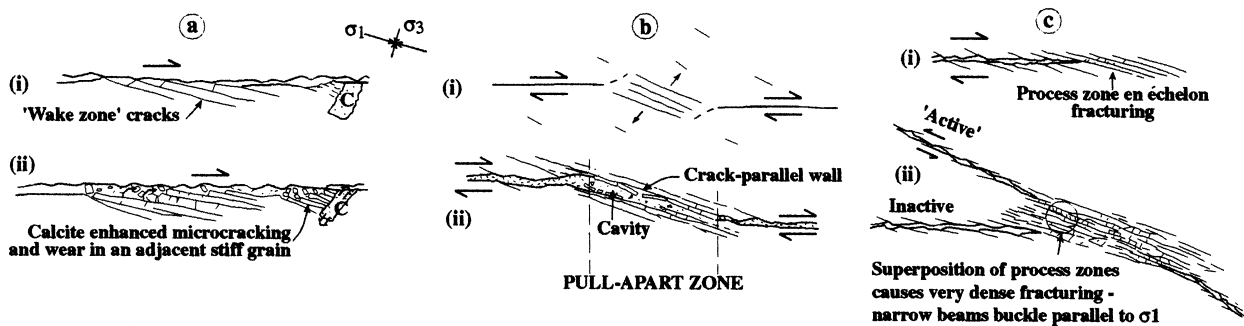 a
σ1 σ3
(i)
'Wake zone' cracks
C
(ii)
C
Calcite enhanced microcracking
and wear in an adjacent stiff grain
b
(i)
(ii)
Crack-parallel wall
Cavity
PULL-APART ZONE
c
(i)
Process zone en échelon
fracturing
'Active'
(ii)
Inactive
Superposition of process zones
causes very dense fracturing -
narrow beams buckle parallel to σ1